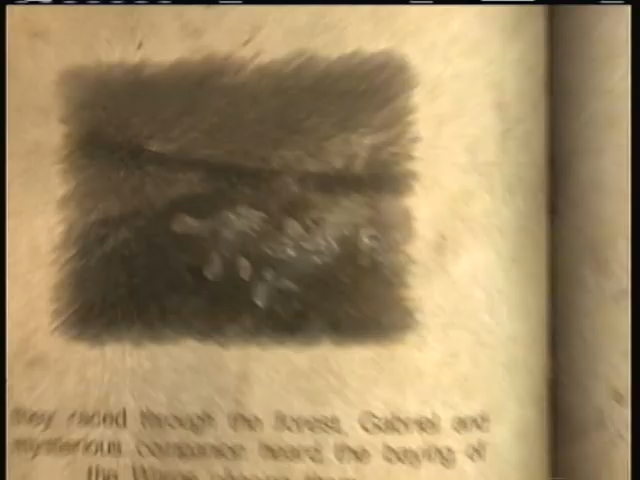 they raced through the forest, Gabriel and
mysterious companion heard the baying of
the